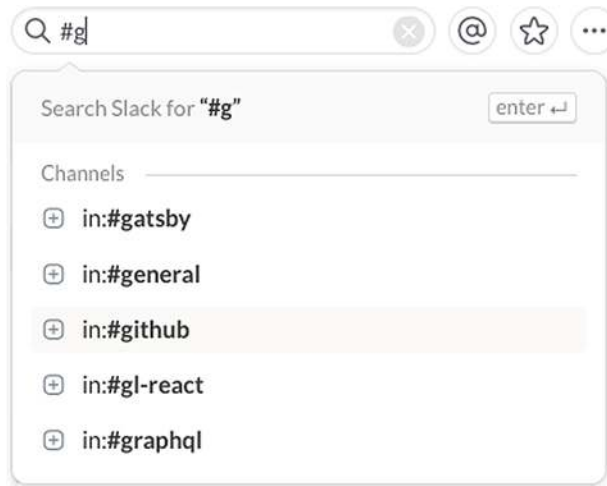 #g
Search Slack for “#g” enter ↵
Channels
in:#gatsby
in:#general
in:#github
in:#gl-react
in:#graphql